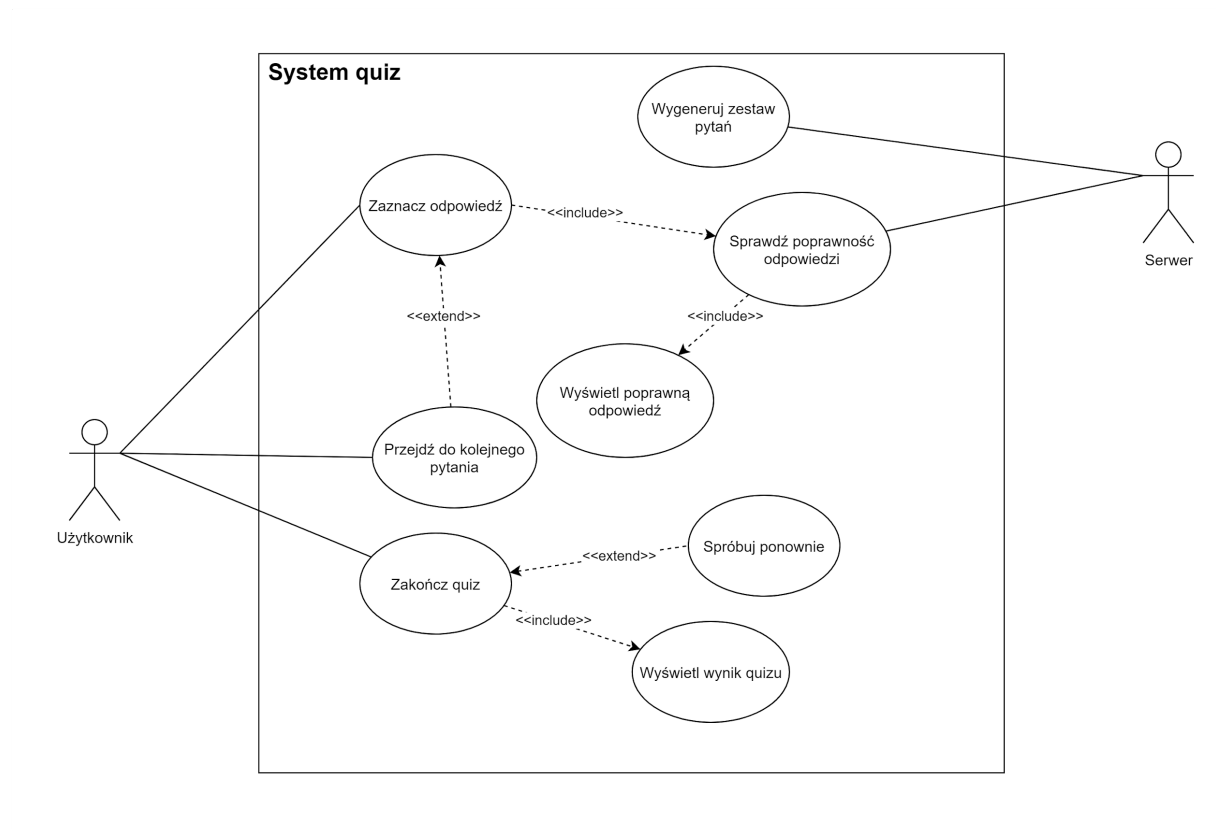 System quiz
Wygeneruj zestaw
pytań
Zaznacz odpowiedź
<<include>>
Sprawdź poprawność
odpowiedzi
Serwer
<<extend>>
<<include>>
Wyświetl poprawną
odpowiedź
Przejdź do kolejnego
pytania
Użytkownik
Spróbuj ponownie
<<extend>>
Zakończ quiz
<<include>>
Wyświetl wynik quizu